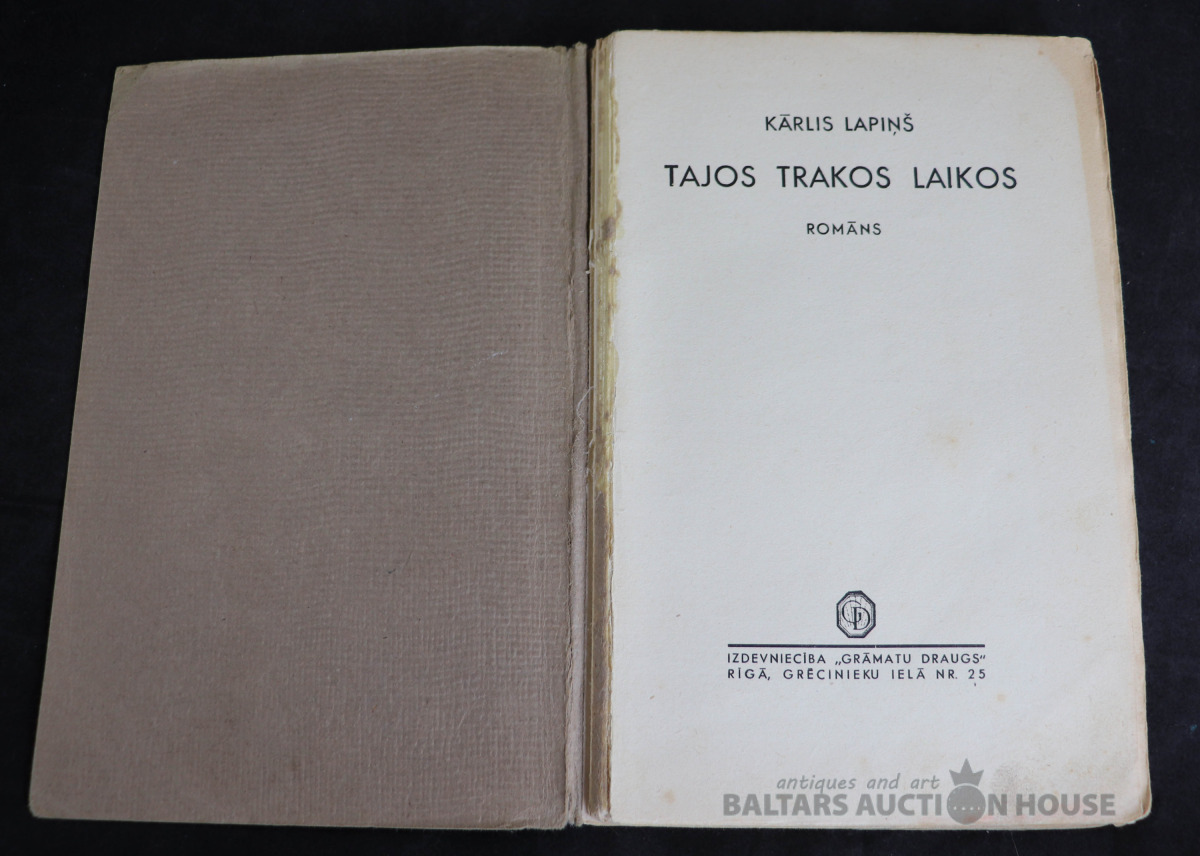 KĀRLIS LAPIŅŠ
TAJOS TRAKOS LAIKOS
ROMĀNS
GD
IZDEVNIECĪBA „GRĀMATU DRAUGS“
RĪGĀ, GRĒCINIEKU IELĀ NR. 25
antiques and art
BALTARS AUCTION HOUSE